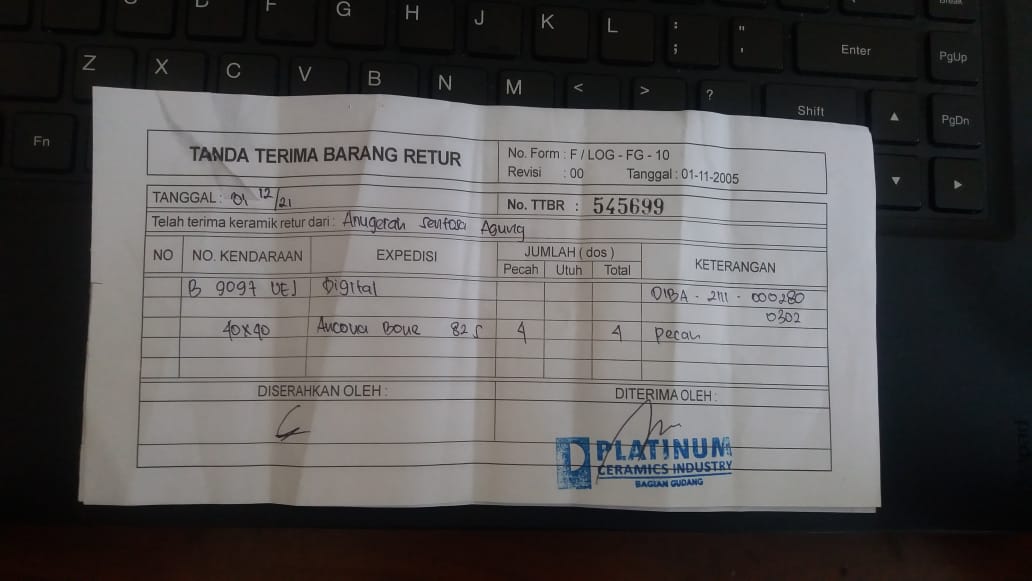 G H J K L : ; " ' Enter PgUp
Z X C V B N M < > ? Shift PgDn
Fn
TANDA TERIMA BARANG RETUR
No. Form : F / LOG - FG - 10
Revisi : 00 Tanggal : 01-11-2005
TANGGAL : 01 12/21
No. TTBR : 545699
Telah terima keramik retur dari : Anugerah Sentosa Agung
NO NO. KENDARAAN EXPEDISI JUMLAH ( dos ) KETERANGAN
Pecah Utuh Total
B 9097 UEJ Digital DIBA - 2111 - 000280
0302
40x40 82 S 4 4 Pecah
DISERAHKAN OLEH : DITERIMA OLEH :
PLATINUM
CERAMICS INDUSTRY
BAGIAN GUDANG